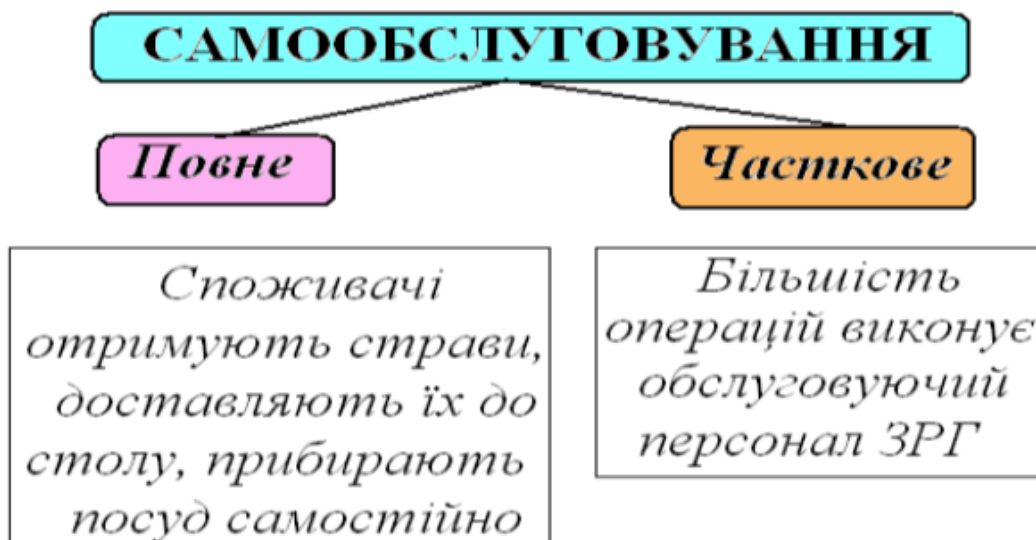 САМООБСЛУГОВУВАННЯ
Повне
Часткове
Споживачі
отримують страви,
доставляють їх до
столу, прибирають
посуд самостійно
Більшість
операцій виконує
обслуговуючий
персонал ЗРГ